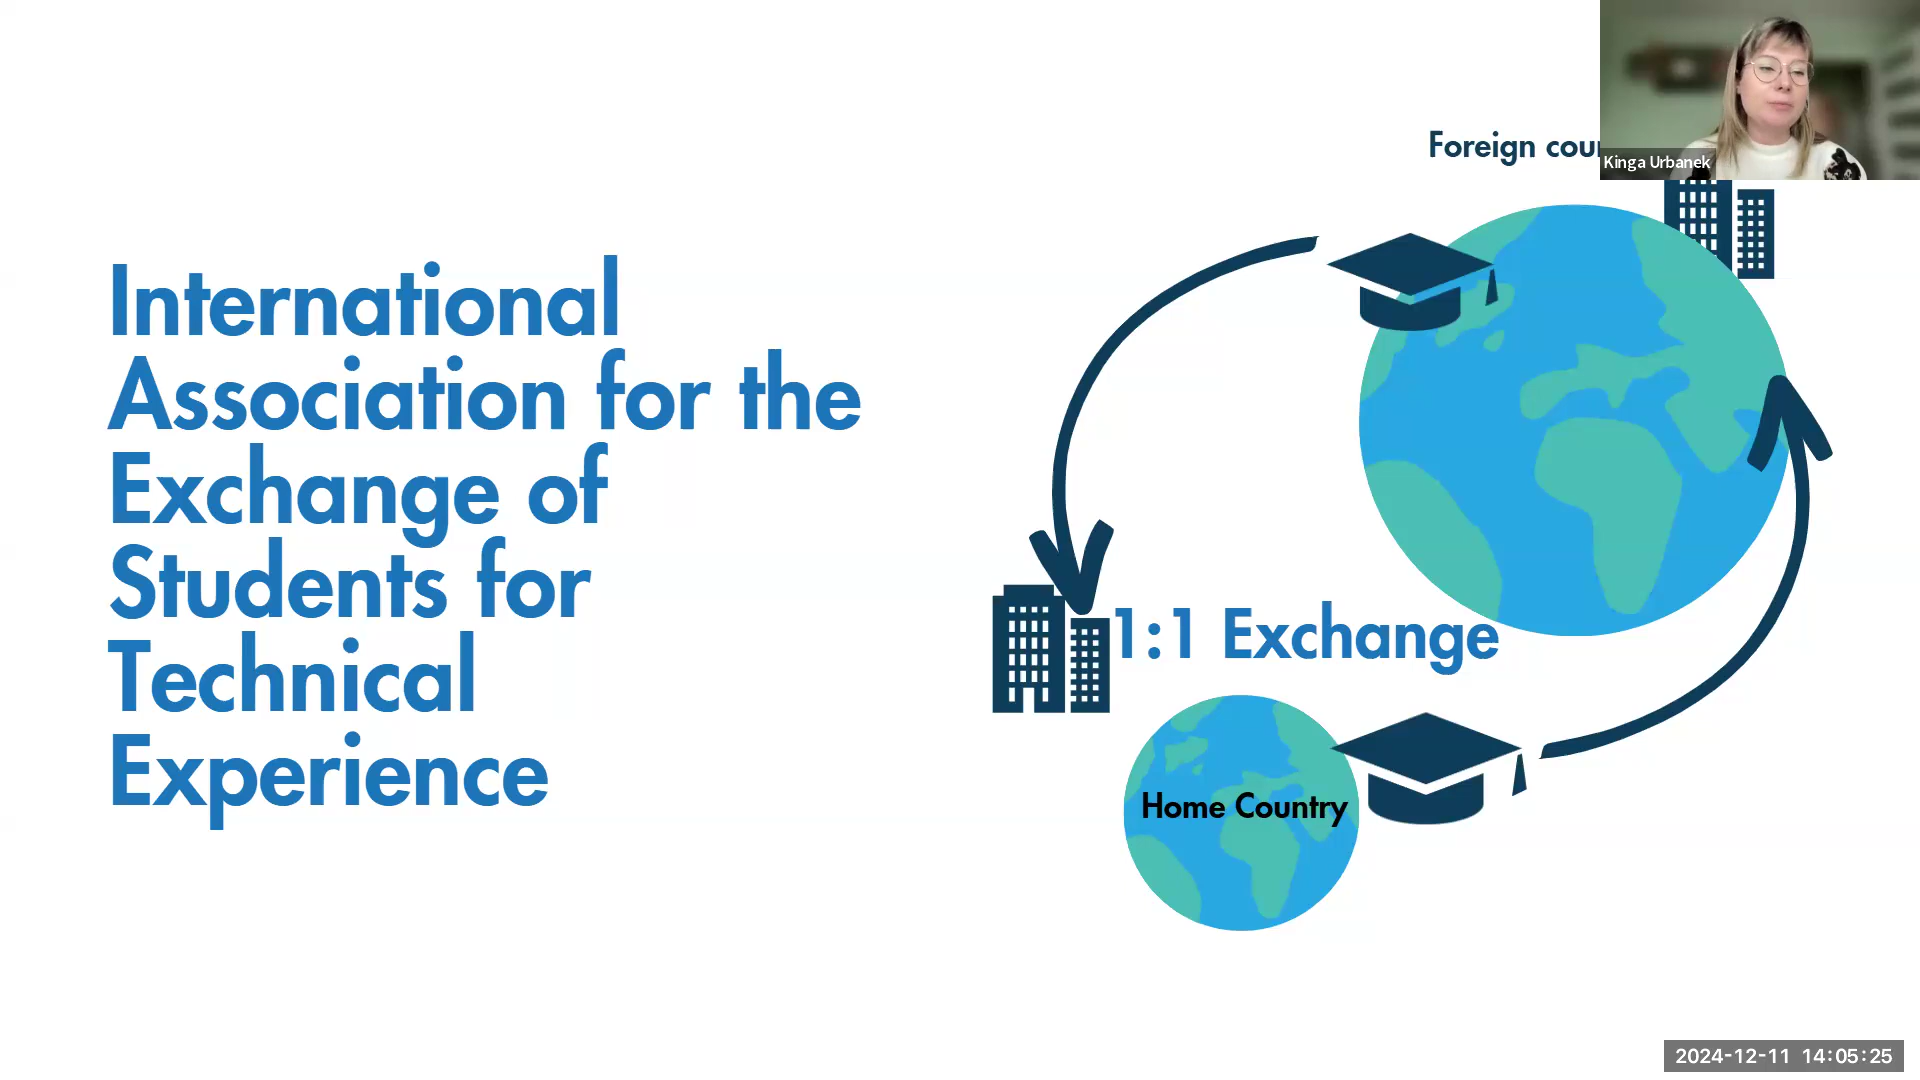 International
Association for the
Exchange of
Students for
Technical
Experience
Foreign
Kinga Urbanek
1:1 Exchange
Home Country
2024-12-11 14:05:25